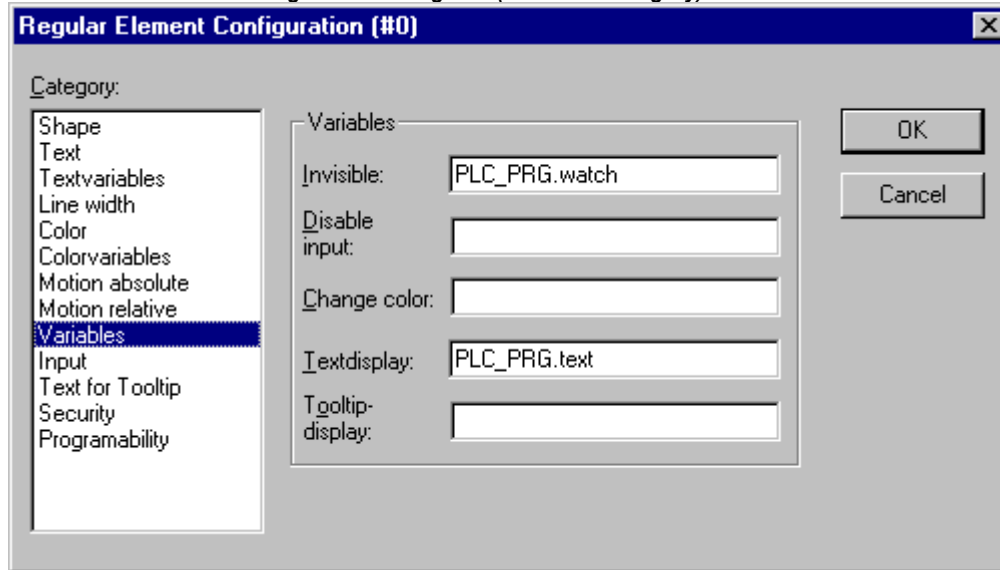 Regular Element Configuration (#0)
Category:
Shape
Text
Textvariables
Line width
Color
Colorvariables
Motion absolute
Motion relative
Variables
Input
Text for Tooltip
Security
Programability
Variables
Invisible: PLC_PRG.watch
Disable
input:
Change color:
Textdisplay: PLC_PRG.text
Tooltip-
display:
OK
Cancel